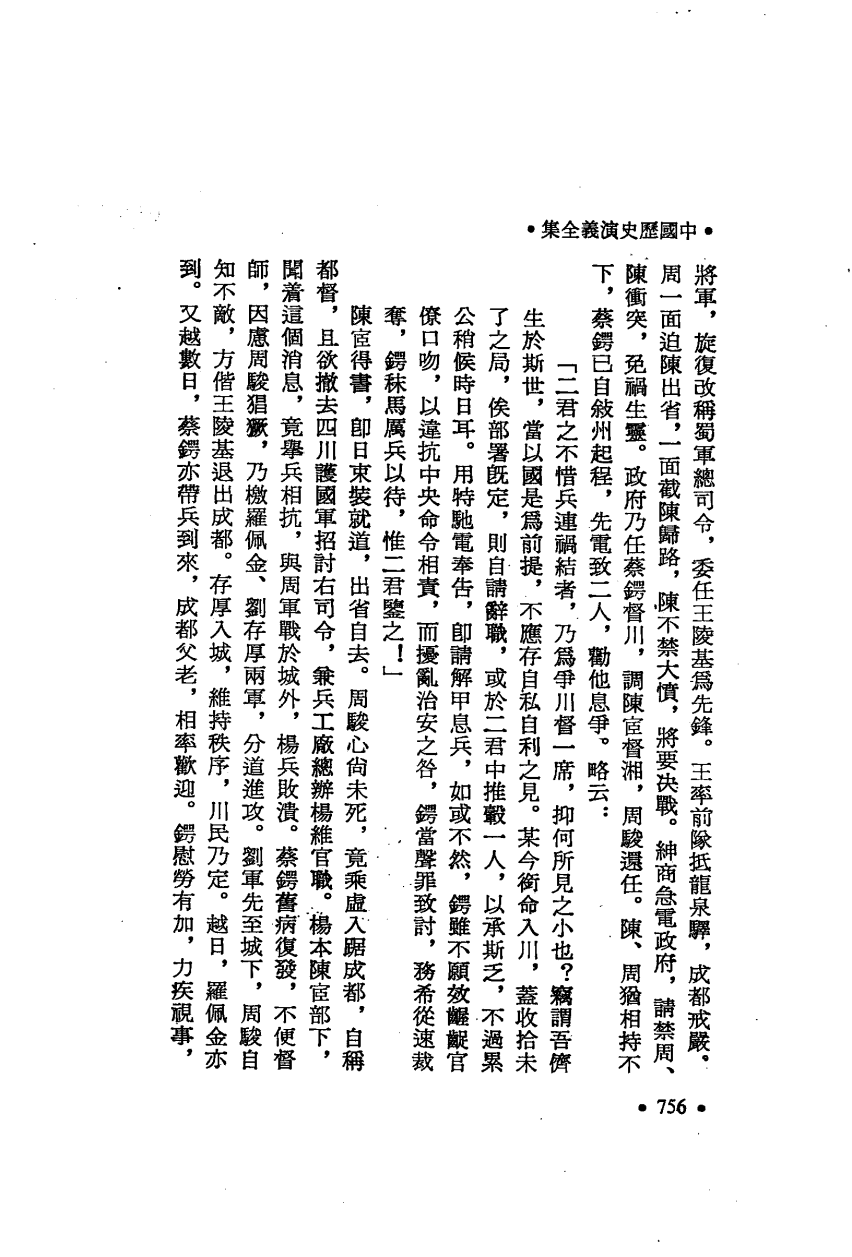 •中國歷史演義全集•
將軍，旋復改稱蜀軍總司令，委任王陵基爲先鋒。王率前隊抵龍泉驛，成都戒嚴。
周一面迫陳出省，一面截陳歸路，陳不禁大憤，將要決戰。紳商急電政府，請禁周、
陳衝突，免禍生靈。政府乃任蔡鍔督川，調陳宧督湘，周駿還任。陳、周猶相持不
下，蔡鍔已自敍州起程，先電致二人，勸他息爭。略云：
「二君之不惜兵連禍結者，乃爲爭川督一席，抑何所見之小也？竊謂吾儕
生於斯世，當以國是爲前提，不應存自私自利之見。某今銜命入川，蓋收拾未
了之局，俟部署旣定，則自請辭職，或於二君中推轂一人，以承斯乏，不過累
公稍候時日耳。用特馳電奉告，卽請解甲息兵，如或不然，鍔雖不願效齷齪官
僚口吻，以違抗中央命令相責，而擾亂治安之咎，鍔當聲罪致討，務希從速裁
奪，鍔秣馬厲兵以待，惟二君鑒之！」
陳宧得書，卽日束裝就道，出省自去。周駿心尙未死，竟乘虛入踞成都，自稱
都督，且欲撤去四川護國軍招討右司令，兼兵工廠總辦楊維官職。楊本陳宧部下，
聞着這個消息，竟舉兵相抗，與周軍戰於城外，楊兵敗潰。蔡鍔舊病復發，不便督
師，因慮周駿猖獗，乃檄羅佩金、劉存厚兩軍，分道進攻。劉軍先至城下，周駿自
知不敵，方偕王陵基退出成都。存厚入城，維持秩序，川民乃定。越日，羅佩金亦
到。又越數日，蔡鍔亦帶兵到來，成都父老，相率歡迎。鍔慰勞有加，力疾視事，
•756•